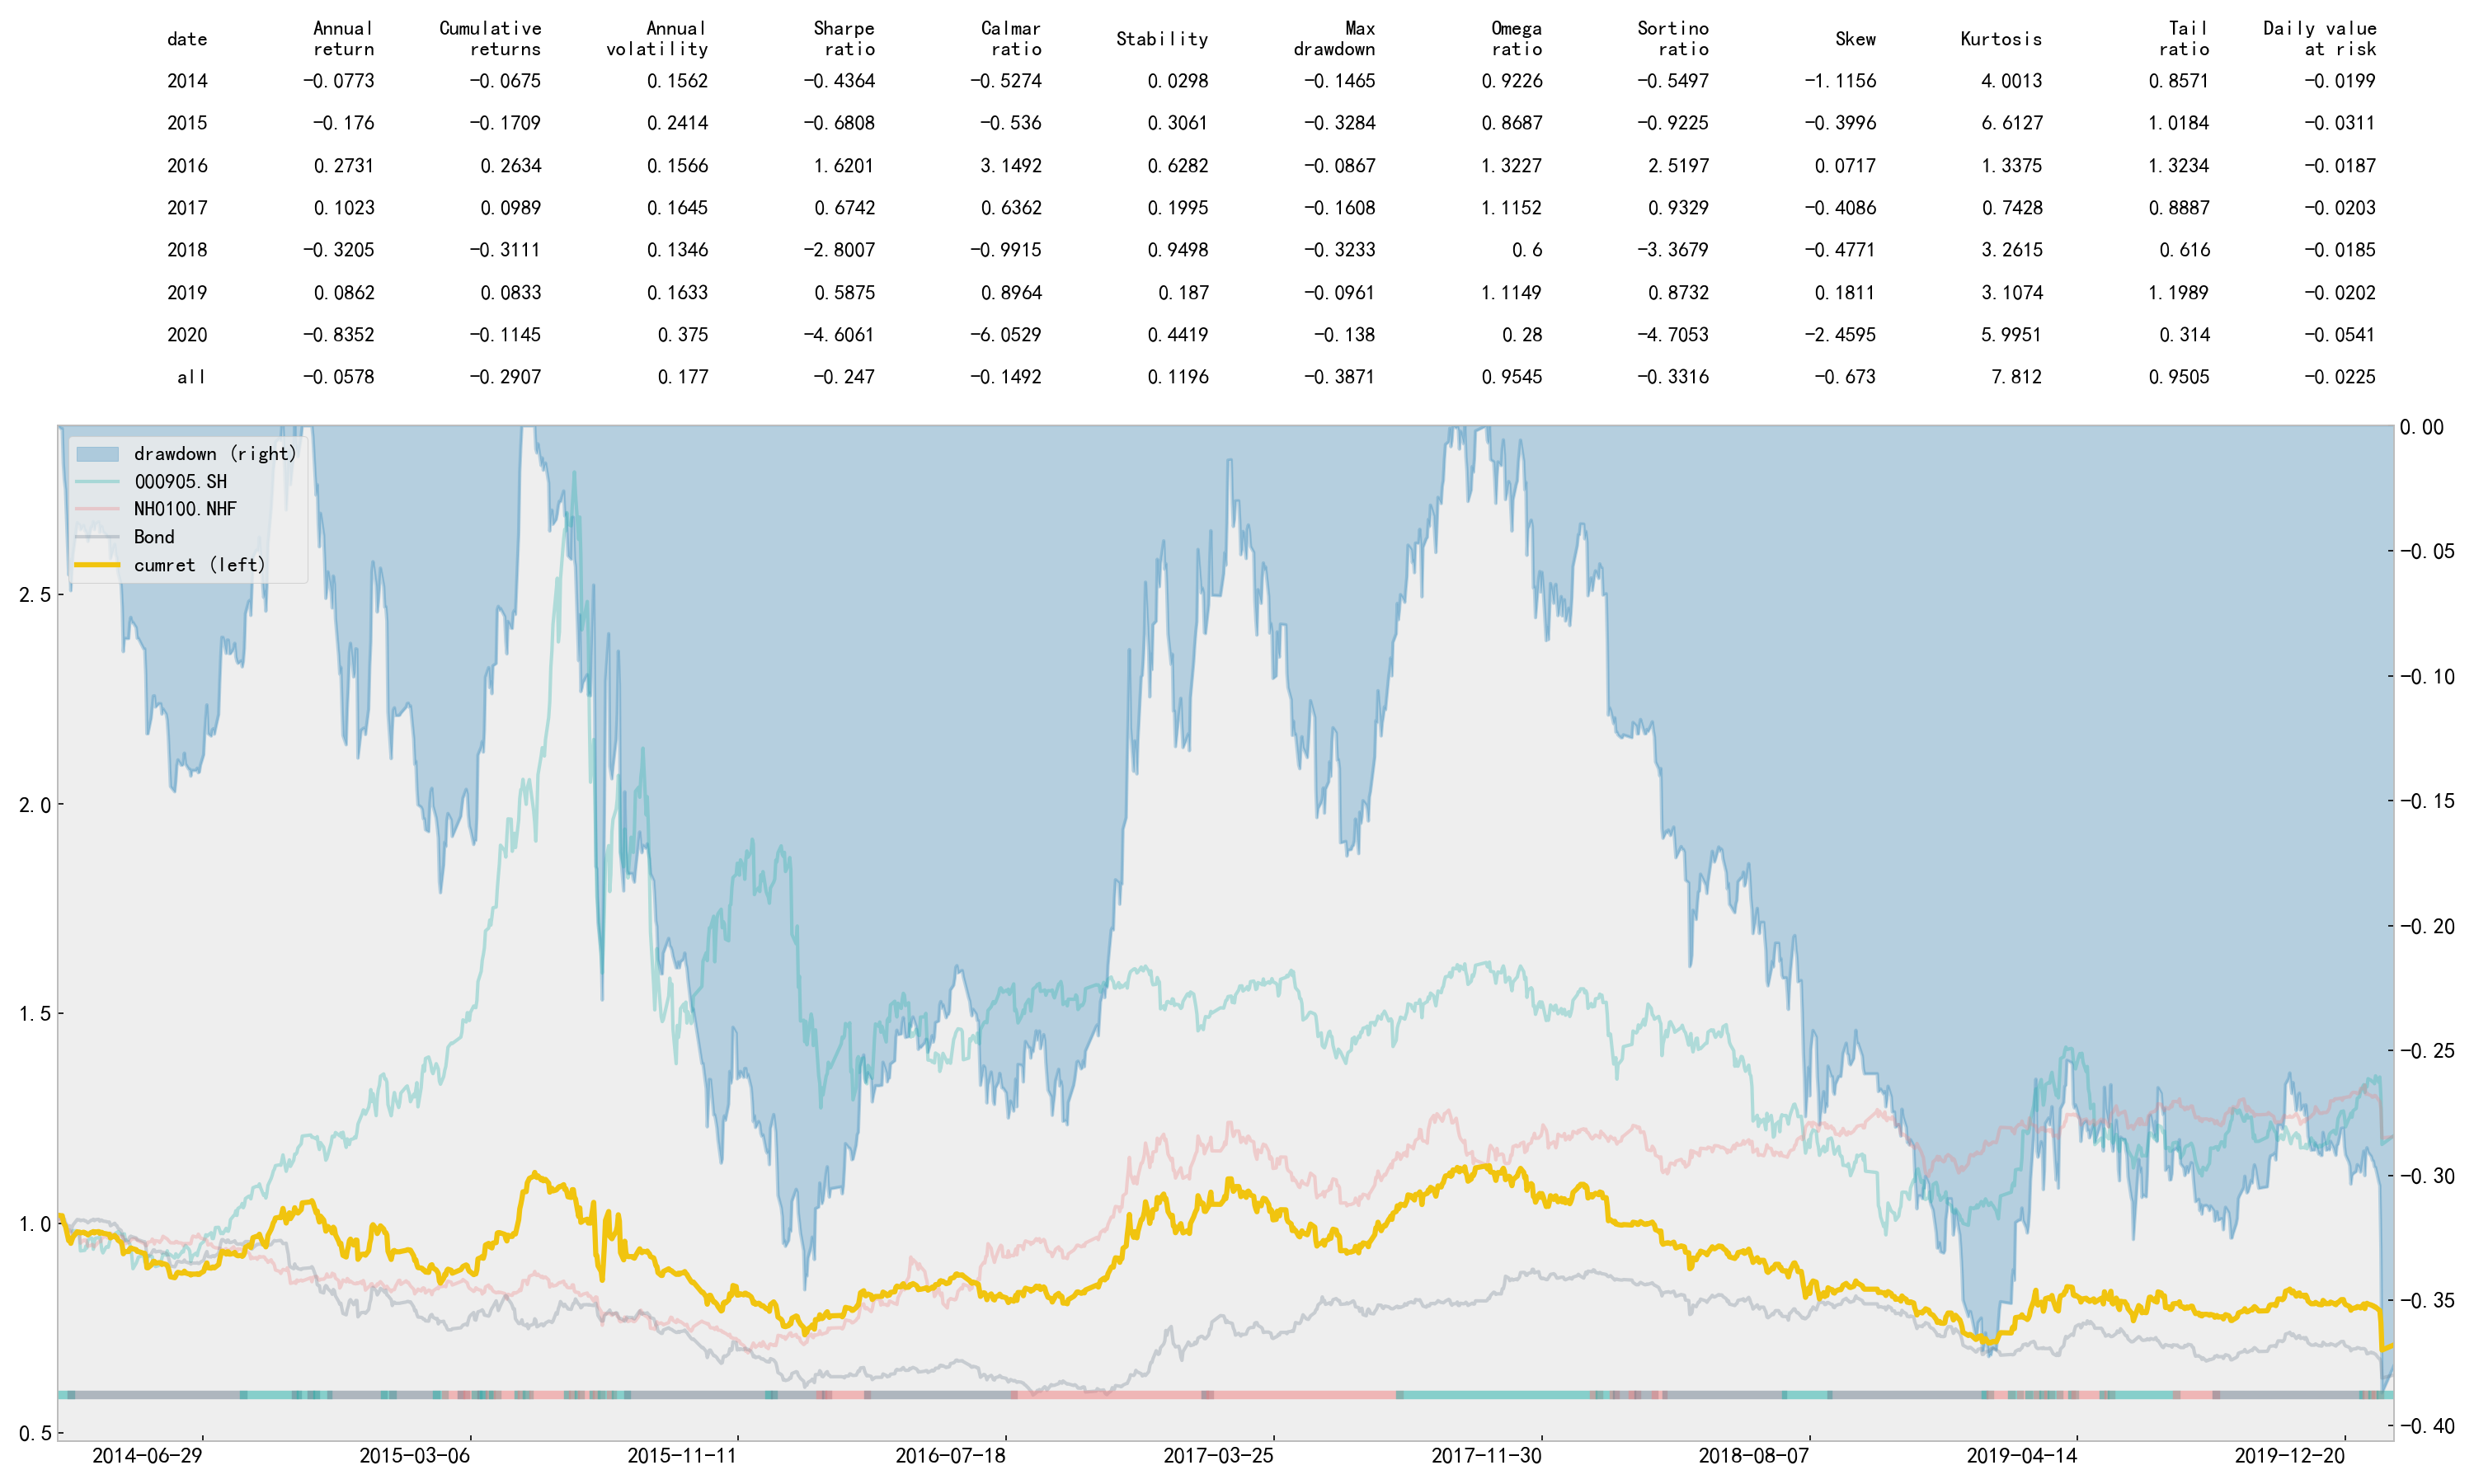 date Annual return Cumulative returns Annual volatility Sharpe ratio Calmar ratio Stability Max drawdown Omega ratio Sortino ratio Skew Kurtosis Tail ratio Daily value at risk
2014 −0.0773 −0.0675 0.1562 −0.4364 −0.5274 0.0298 −0.1465 0.9226 −0.5497 −1.1156 4.0013 0.8571 −0.0199
2015 −0.176 −0.1709 0.2414 −0.6808 −0.536 0.3061 −0.3284 0.8687 −0.9225 −0.3996 6.6127 1.0184 −0.0311
2016 0.2731 0.2634 0.1566 1.6201 3.1492 0.6282 −0.0867 1.3227 2.5197 0.0717 1.3375 1.3234 −0.0187
2017 0.1023 0.0989 0.1645 0.6742 0.6362 0.1995 −0.1608 1.1152 0.9329 −0.4086 0.7428 0.8887 −0.0203
2018 −0.3205 −0.3111 0.1346 −2.8007 −0.9915 0.9498 −0.3233 0.6 −3.3679 −0.4771 3.2615 0.616 −0.0185
2019 0.0862 0.0833 0.1633 0.5875 0.8964 0.187 −0.0961 1.1149 0.8732 0.1811 3.1074 1.1989 −0.0202
2020 −0.8352 −0.1145 0.375 −4.6061 −6.0529 0.4419 −0.138 0.28 −4.7053 −2.4595 5.9951 0.314 −0.0541
all −0.0578 −0.2907 0.177 −0.247 −0.1492 0.1196 −0.3871 0.9545 −0.3316 −0.673 7.812 0.9505 −0.0225
drawdown (right)
000905.SH
NH0100.NHF
Bond
cumret (left)
2.5
2.0
1.5
1.0
0.5
0.00
−0.05
−0.10
−0.15
−0.20
−0.25
−0.30
−0.35
−0.40
2014-06-29 2015-03-06 2015-11-11 2016-07-18 2017-03-25 2017-11-30 2018-08-07 2019-04-14 2019-12-20